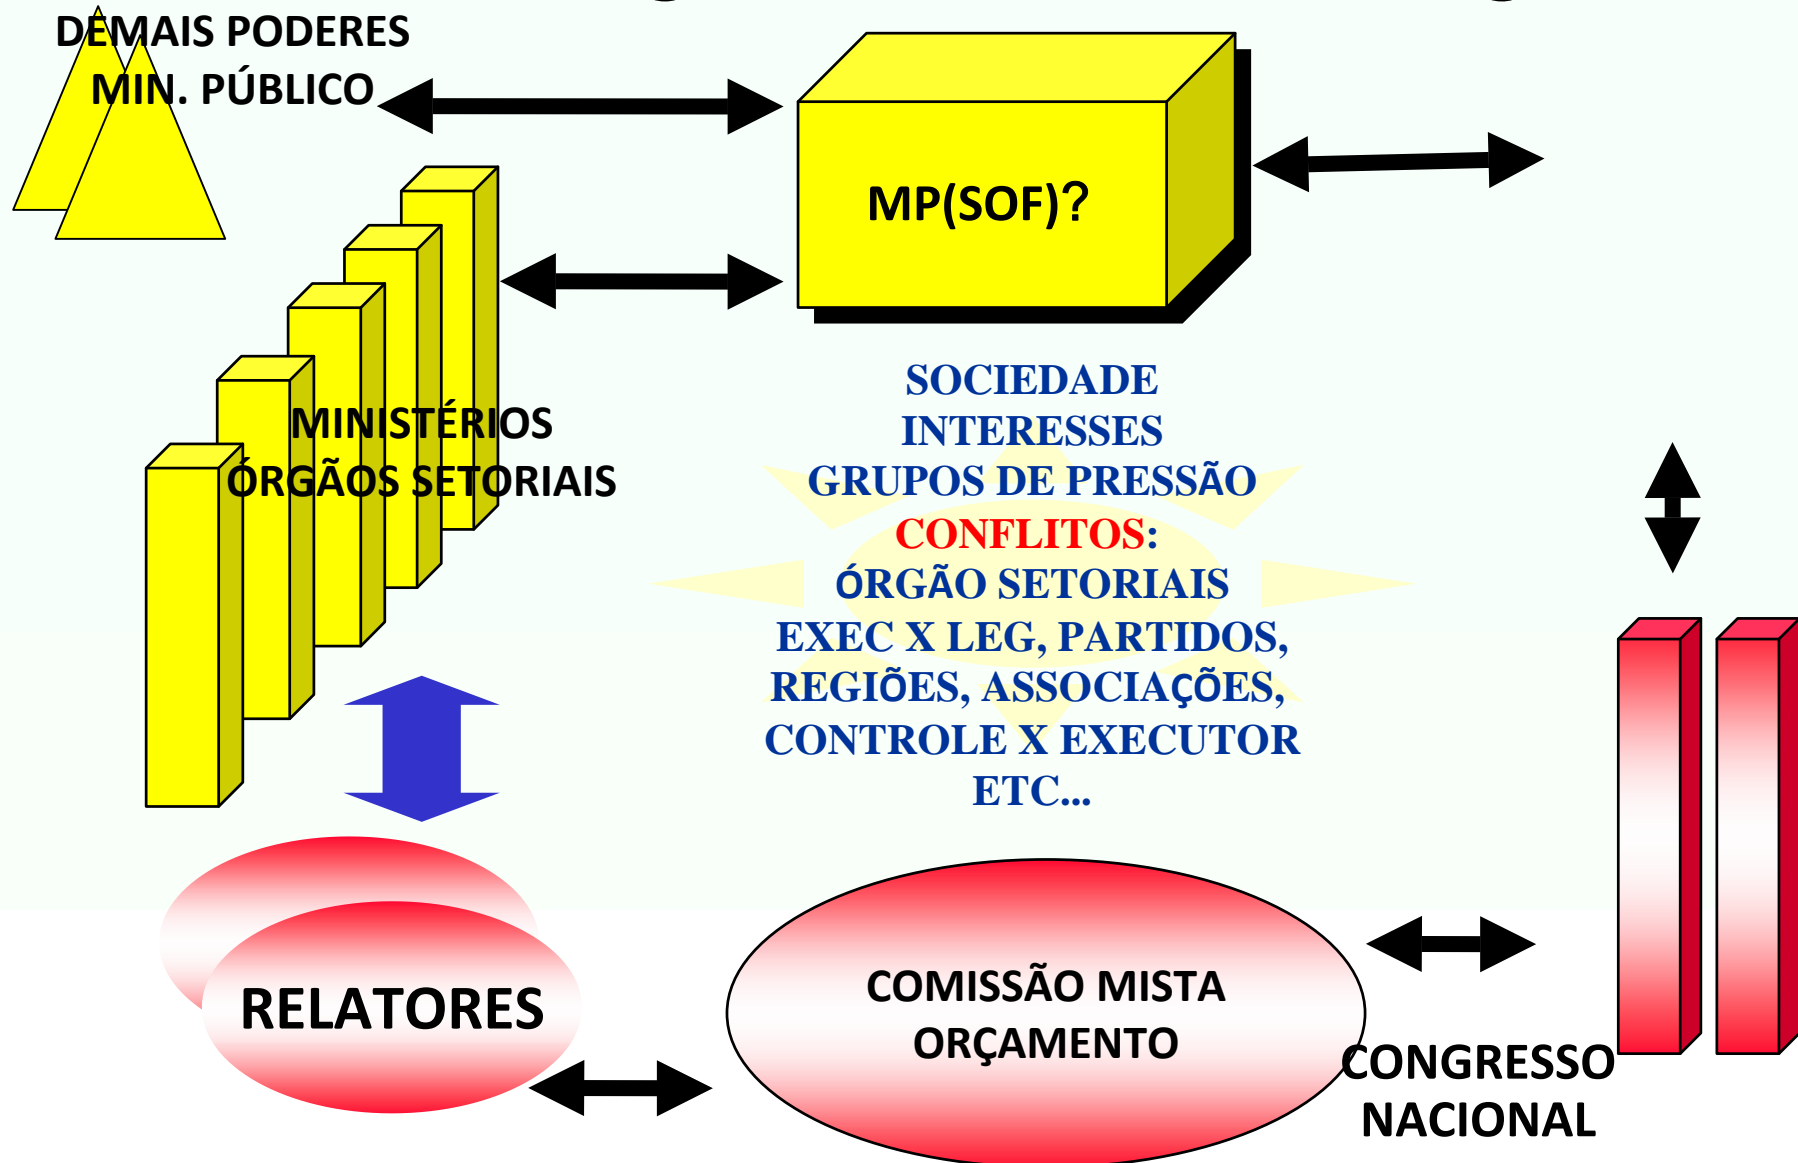 DEMAIS PODERES
MIN. PÚBLICO
MP(SOF)?
MINISTÉRIOS
ÓRGÃOS SETORIAIS
SOCIEDADE
INTERESSES
GRUPOS DE PRESSÃO
CONFLITOS:
ÓRGÃO SETORIAIS
EXEC X LEG, PARTIDOS,
REGIÕES, ASSOCIAÇÕES,
CONTROLE X EXECUTOR
ETC...
RELATORES
COMISSÃO MISTA
ORÇAMENTO
CONGRESSO
NACIONAL